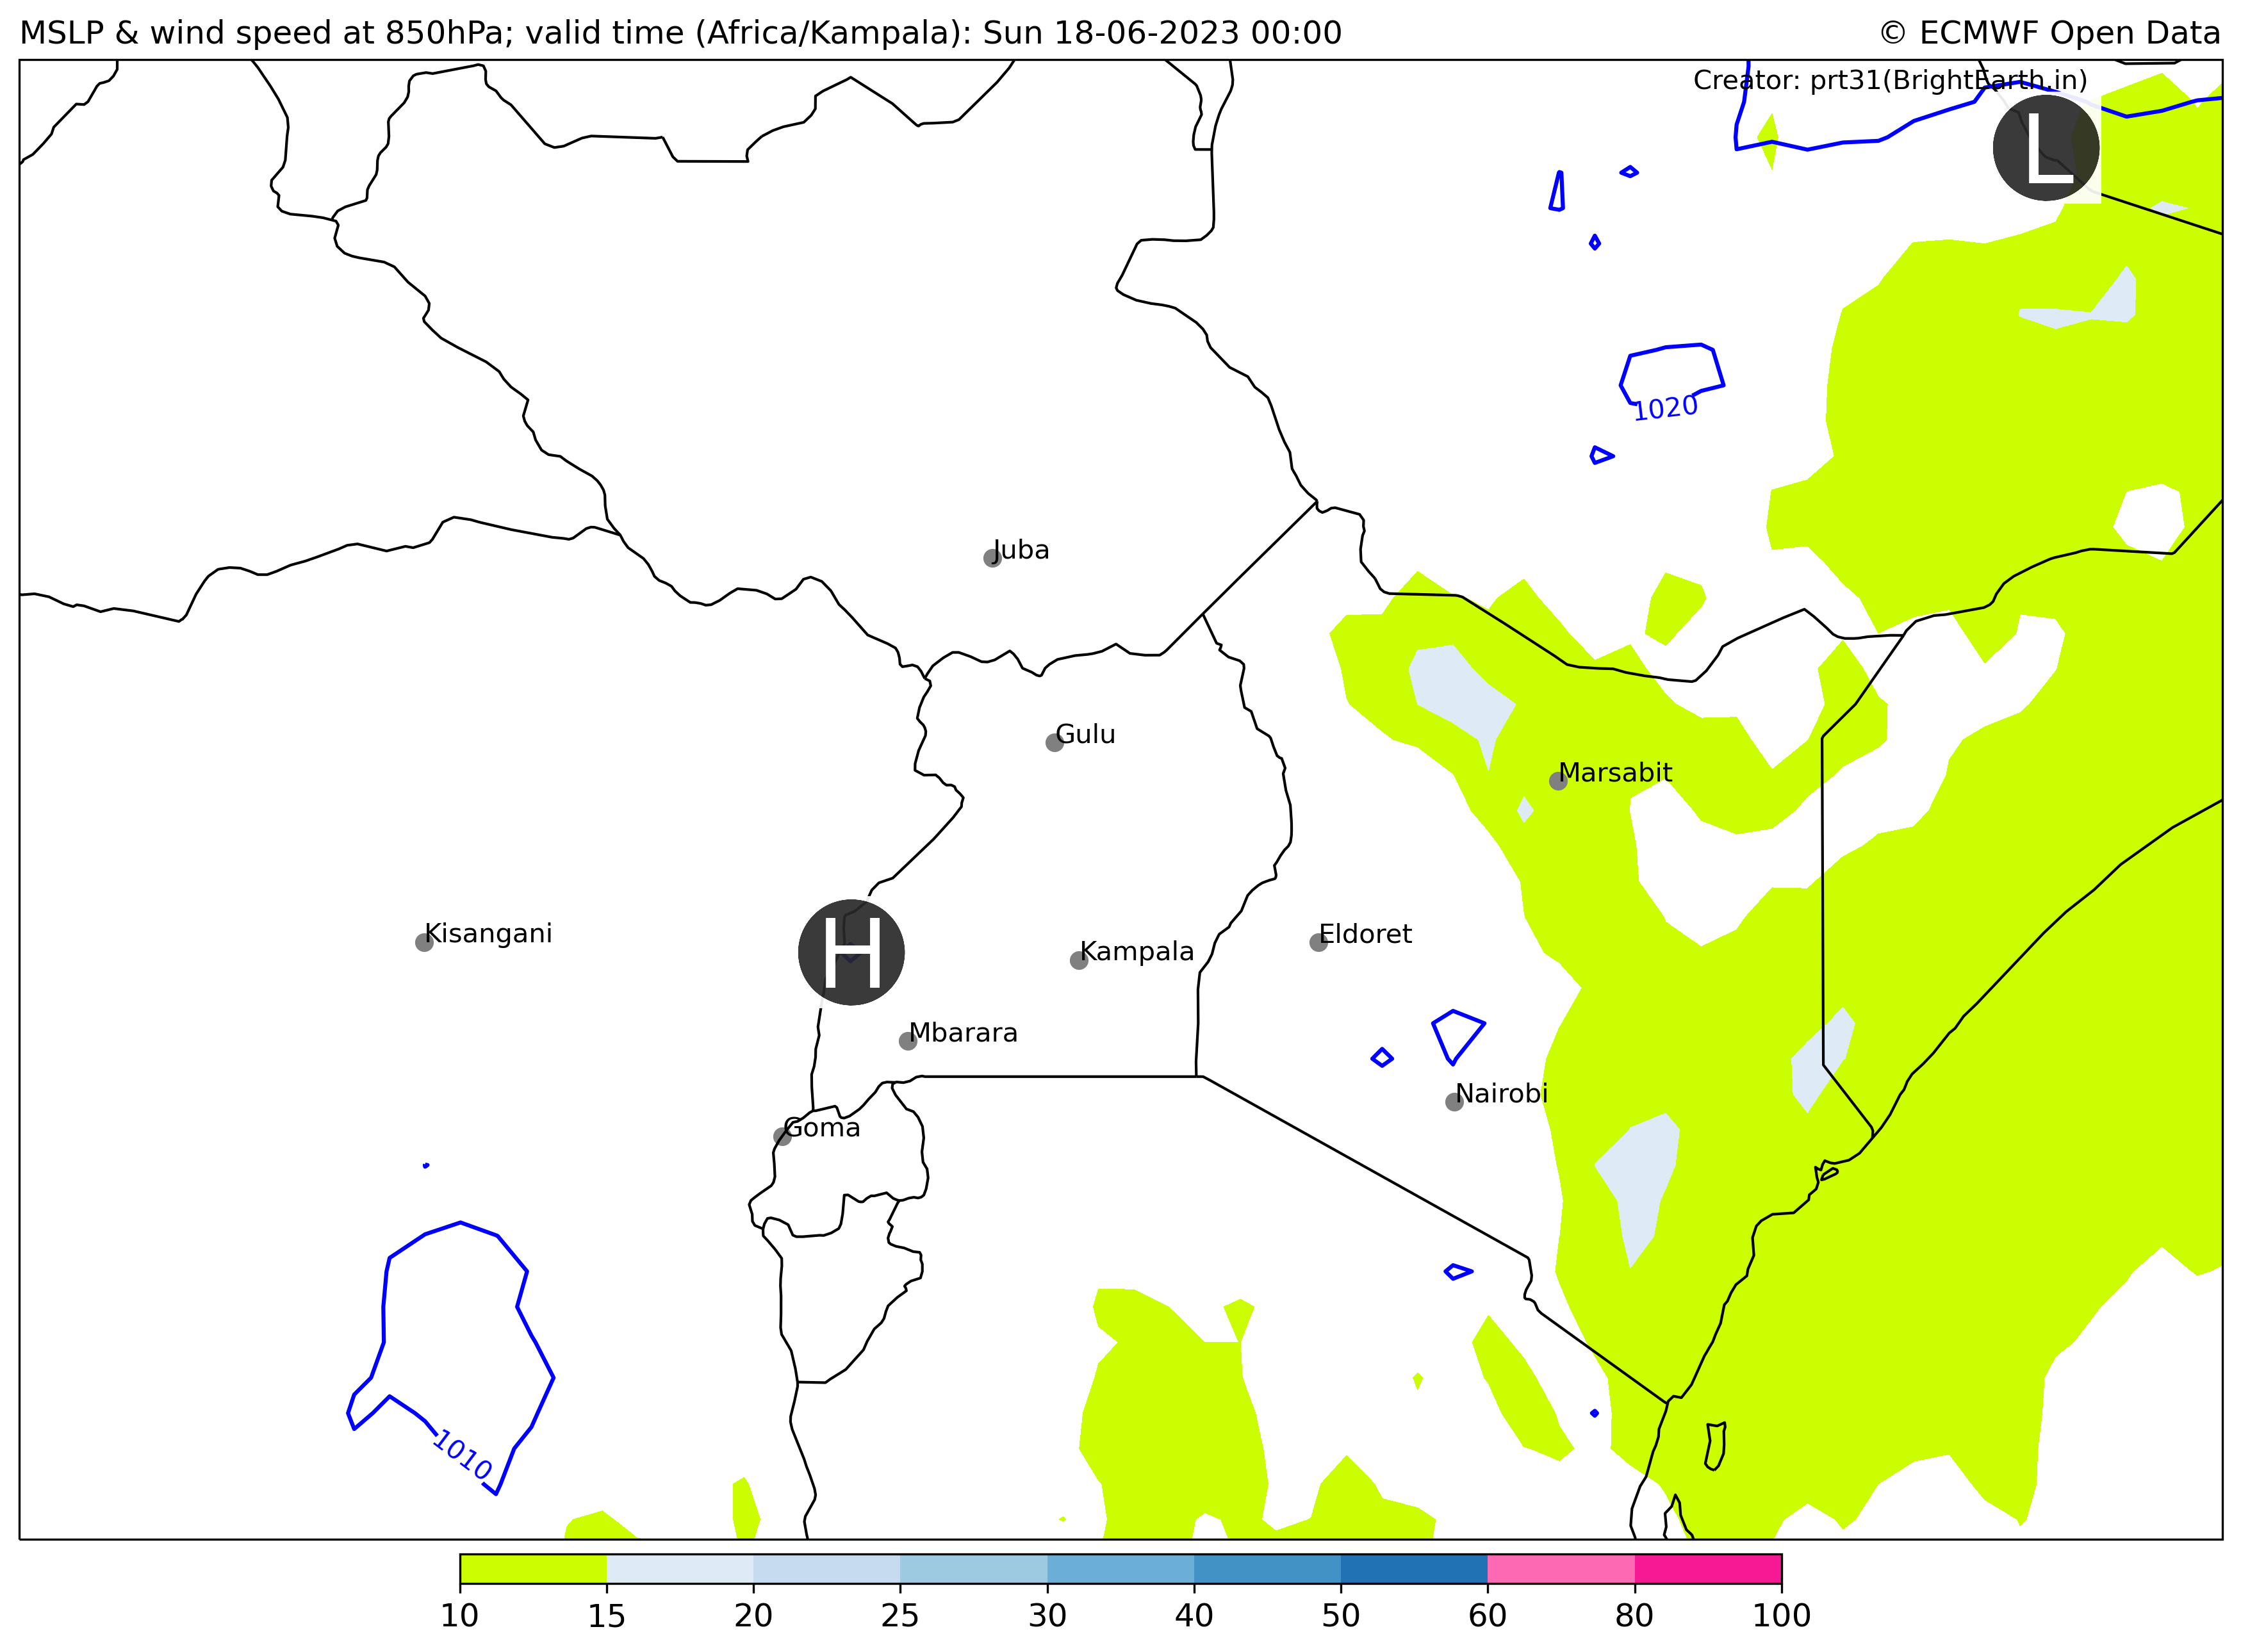 MSLP & wind speed at 850hPa; valid time (Africa/Kampala): Sun 18-06-2023 00:00
© ECMWF Open Data
Creator: prt31(BrightEarth.in)
L
1020
Juba
Gulu
Marsabit
Kisangani
H
Kampala
Eldoret
Mbarara
Nairobi
Goma
1010
10 15 20 25 30 40 50 60 80 100